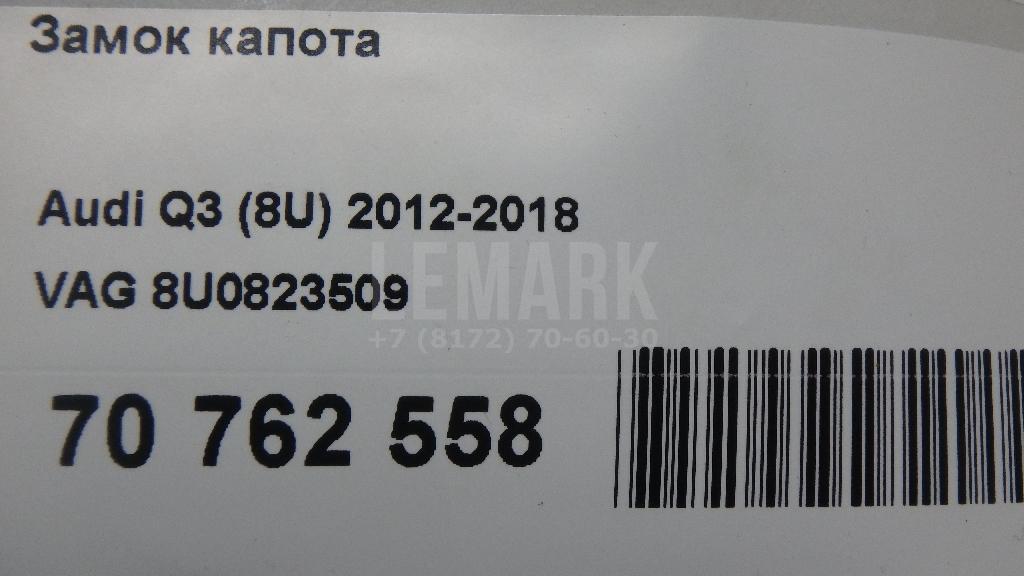 Замок капота
Audi Q3 (8U) 2012-2018
VAG 8U0823509
LEMARK
+7 (8172) 70-60-30
70 762 558